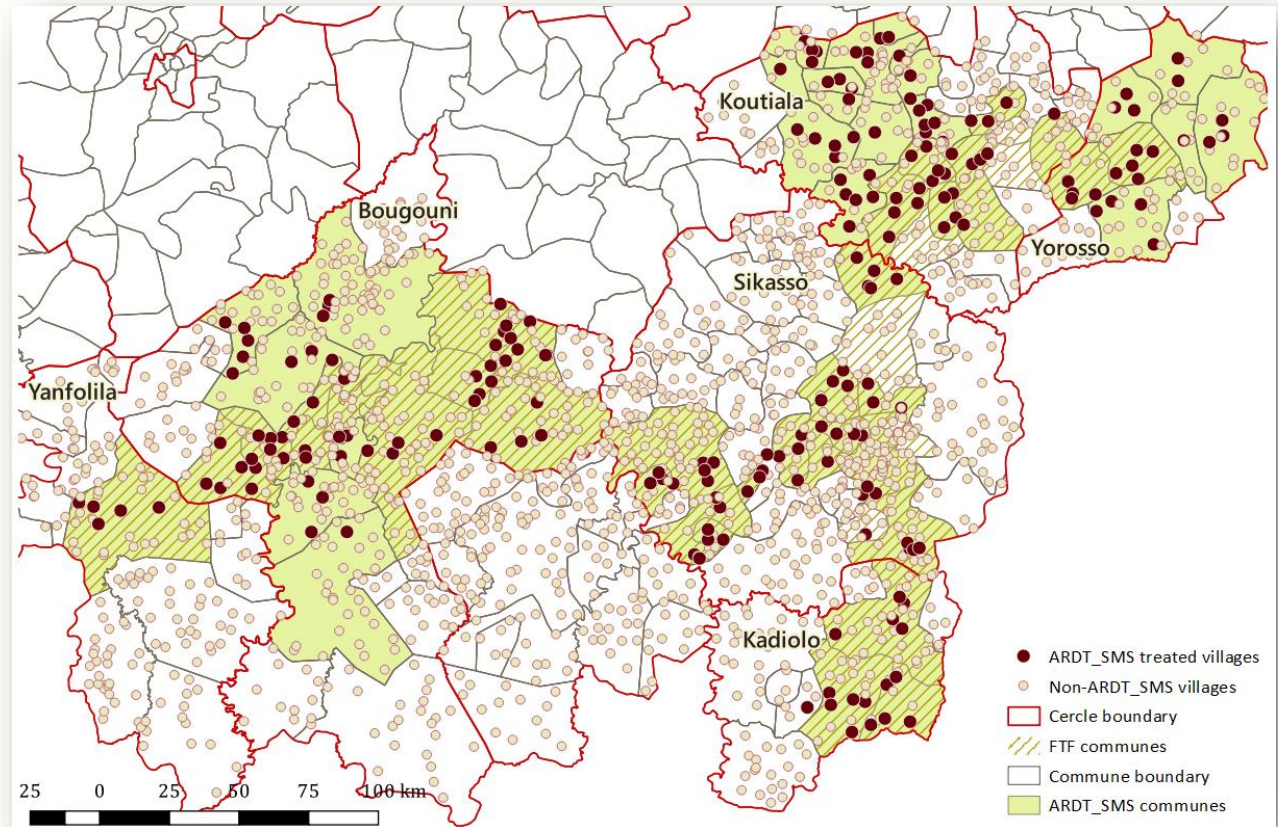 Koutiala
Bougouni
Yorosso
Sikasso
Yanfolila
Kadiolo
ARDT_SMS treated villages
Non-ARDT_SMS villages
Cercle boundary
FTF communes
Commune boundary
ARDT_SMS communes
25 0 25 50 75 100 km